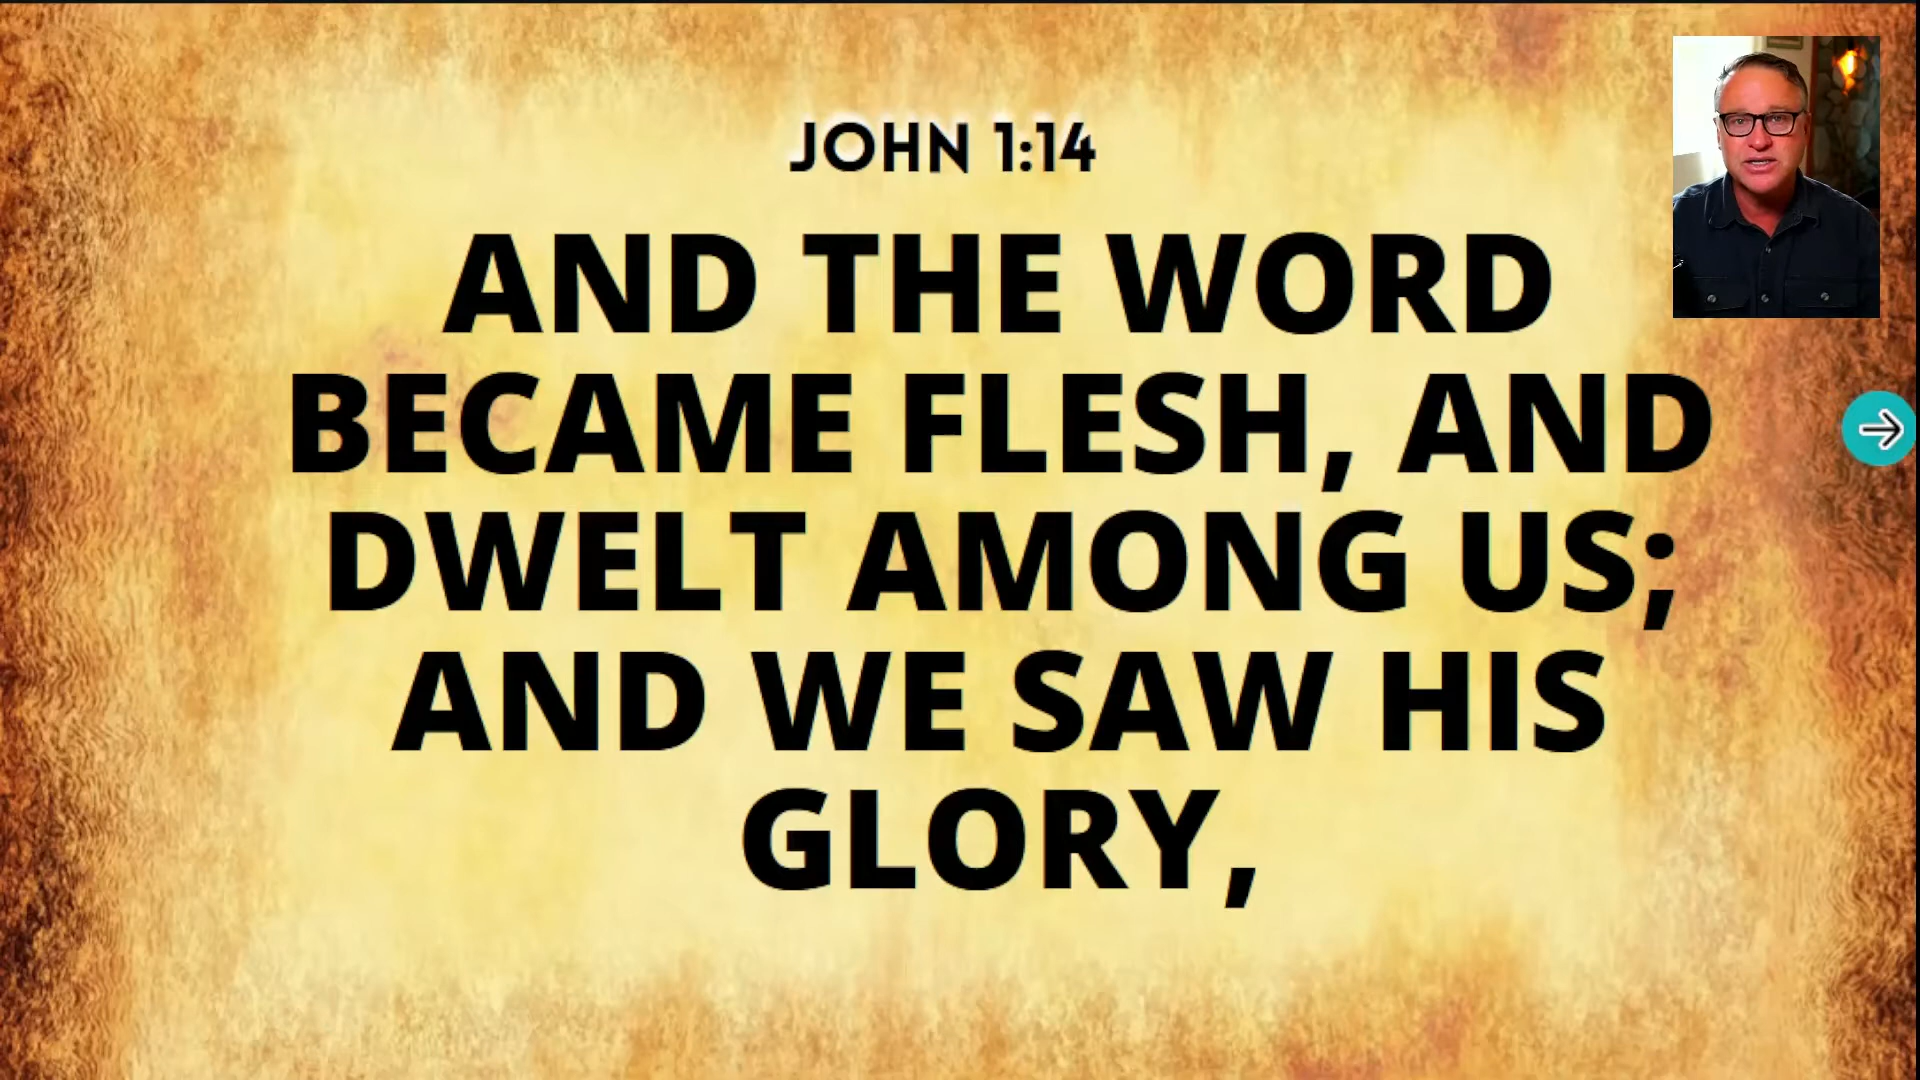 JOHN 1:14
AND THE WORD
BECAME FLESH, AND
DWELT AMONG US;
AND WE SAW HIS
GLORY,